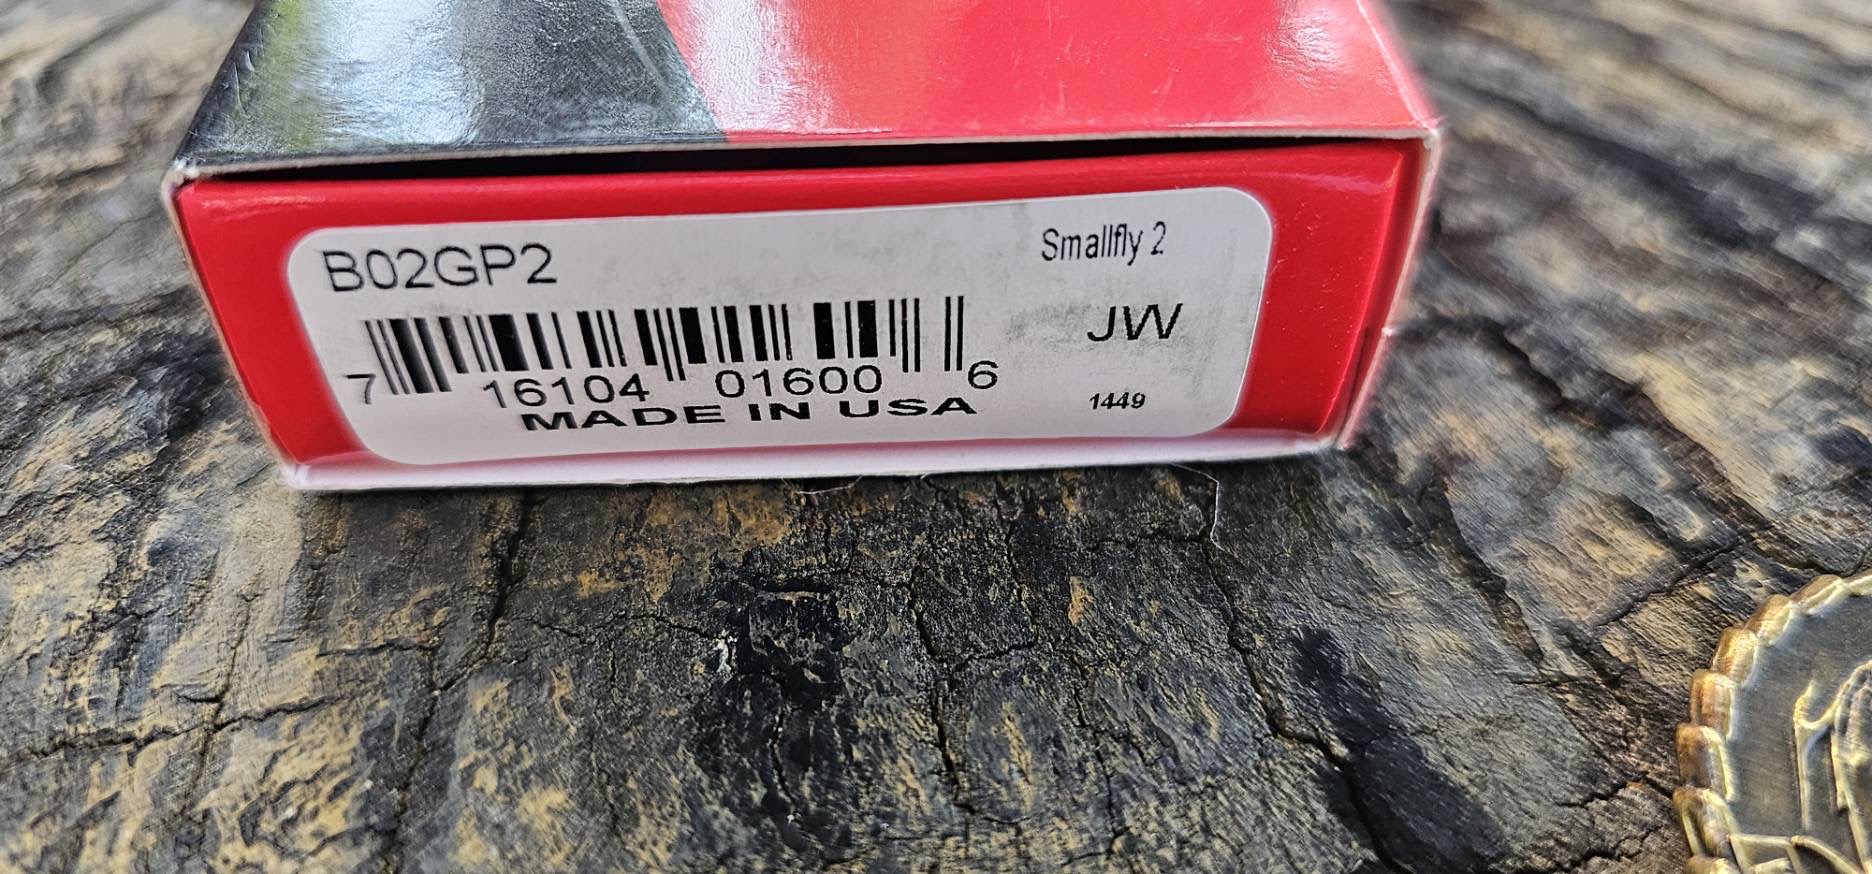 B02GP2
Smallfly 2
JW
7 16104 01600 6
MADE IN USA
1449